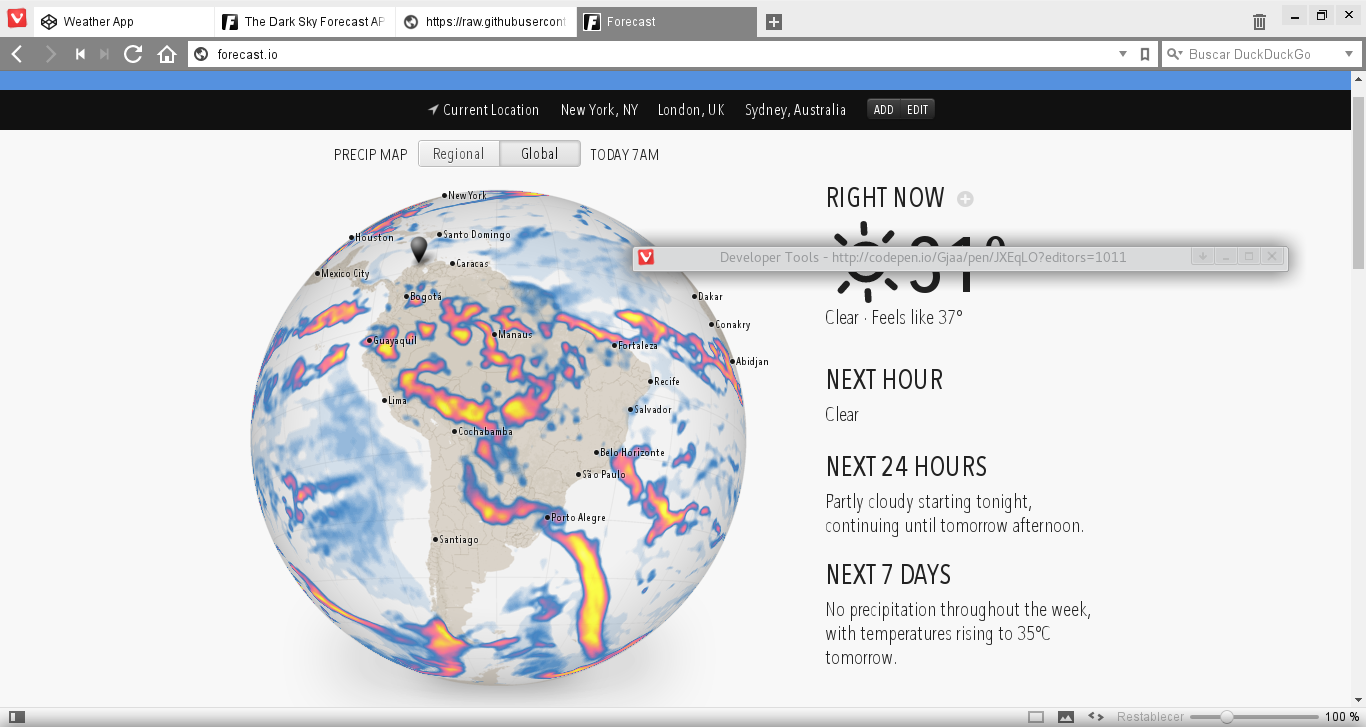 Weather App
The Dark Sky Forecast AP
https://raw.githubusercont
Forecast
forecast.io
Buscar DuckDuckGo
Current Location
New York, NY
London, UK
Sydney, Australia
ADD
EDIT
PRECIP MAP
Regional
Global
TODAY 7AM
New York
Houston
Santo Domingo
Mexico City
Caracas
Bogotá
Dakar
Conakry
Guayaquil
Manaus
Fortaleza
Abidjan
Recife
Lima
Salvador
Cochabamba
Belo Horizonte
São Paulo
Porto Alegre
Santiago
RIGHT NOW
31°
Developer Tools - http://codepen.io/Gjaa/pen/JXEqLO?editors=1011
Clear · Feels like 37°
NEXT HOUR
Clear
NEXT 24 HOURS
Partly cloudy starting tonight,
continuing until tomorrow afternoon.
NEXT 7 DAYS
No precipitation throughout the week,
with temperatures rising to 35°C
tomorrow.
Restablecer
100 %